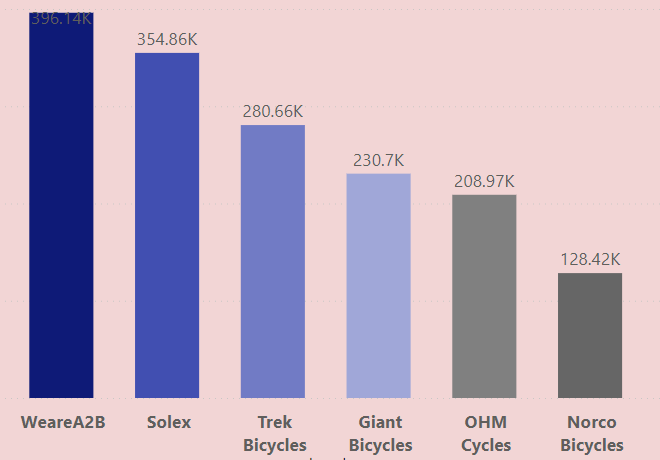 396.14K
354.86K
280.66K
230.7K
208.97K
128.42K
WeareA2B
Solex
Trek
Bicycles
Giant
Bicycles
OHM
Cycles
Norco
Bicycles